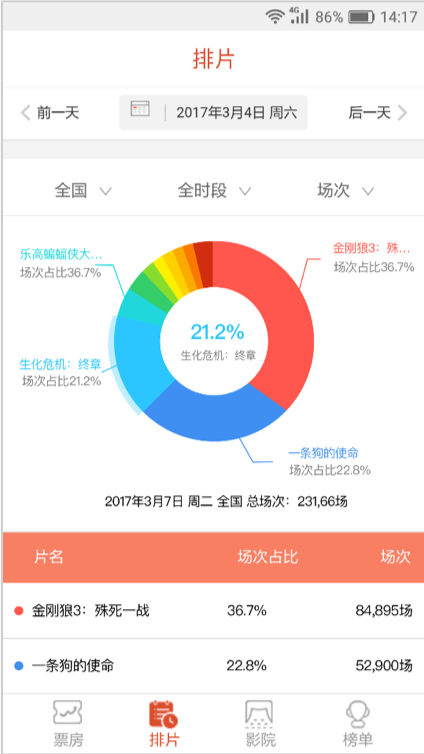 4G 86% 14:17
排片
前一天 2017年3月4日 周六 后一天
全国 全时段 场次
乐高蝙蝠侠大...
场次占比36.7%
金刚狼3：殊...
场次占比36.7%
21.2%
生化危机：终章
生化危机：终章
场次占比21.2%
一条狗的使命
场次占比22.8%
2017年3月7日 周二 全国 总场次：231,66场
片名 场次占比 场次
金刚狼3：殊死一战 36.7% 84,895场
一条狗的使命 22.8% 52,900场
票房 排片 影院 榜单